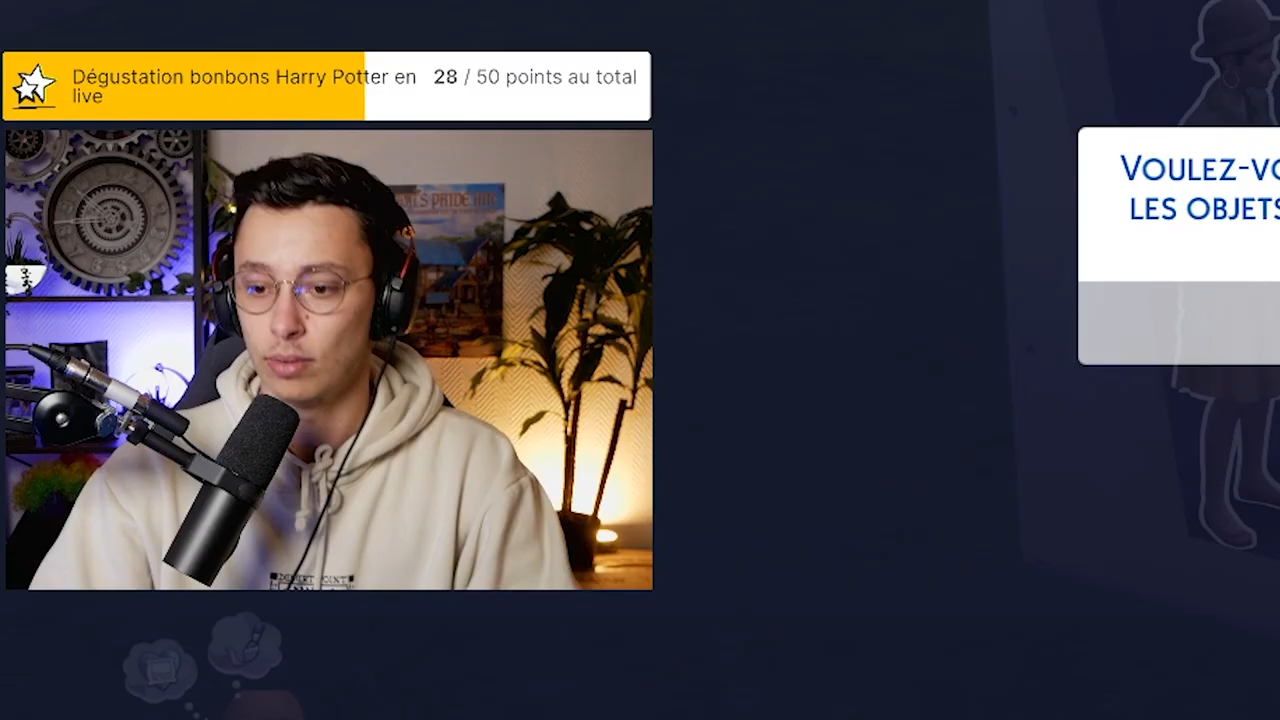 Dégustation bonbons Harry Potter en 28 / 50 points au total
live
VOULEZ-VO
LES OBJETS